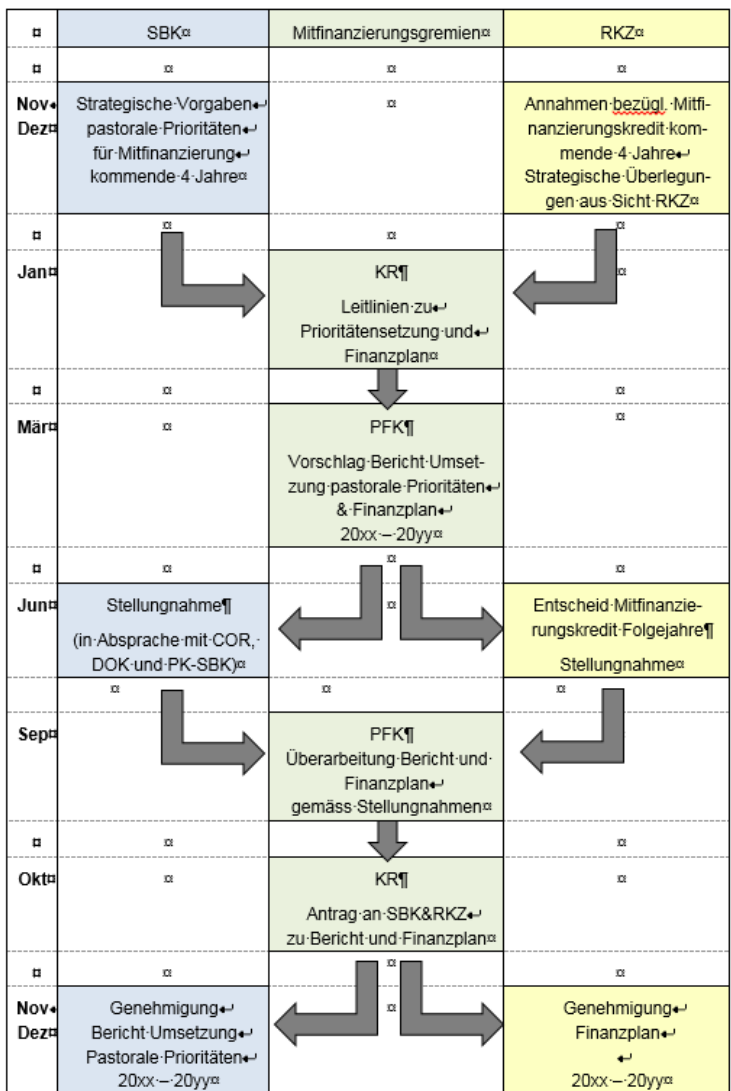 SBK Mitfinanzierungsgremien RKZ
Nov
Dez
Strategische Vorgaben
pastorale Prioritäten
für Mitfinanzierung
kommende 4 Jahre
Annahmen bezügl. Mitfi-
nanzierungskredit kom-
mende 4 Jahre
Strategische Überlegun-
gen aus Sicht RKZ
Jan
KR
Leitlinien zu
Prioritätensetzung und
Finanzplan
Mär
PFK
Vorschlag Bericht Umset-
zung pastorale Prioritäten
& Finanzplan
20xx – 20yy
Jun
Stellungnahme
(in Absprache mit COR,
DOK und PK-SBK)
Entscheid Mitfinanzie-
rungskredit Folgejahre
Stellungnahme
Sep
PFK
Überarbeitung Bericht und
Finanzplan
gemäss Stellungnahmen
Okt
KR
Antrag an SBK&RKZ
zu Bericht und Finanzplan
Nov
Dez
Genehmigung
Bericht Umsetzung
Pastorale Prioritäten
20xx – 20yy
Genehmigung
Finanzplan
20xx – 20yy